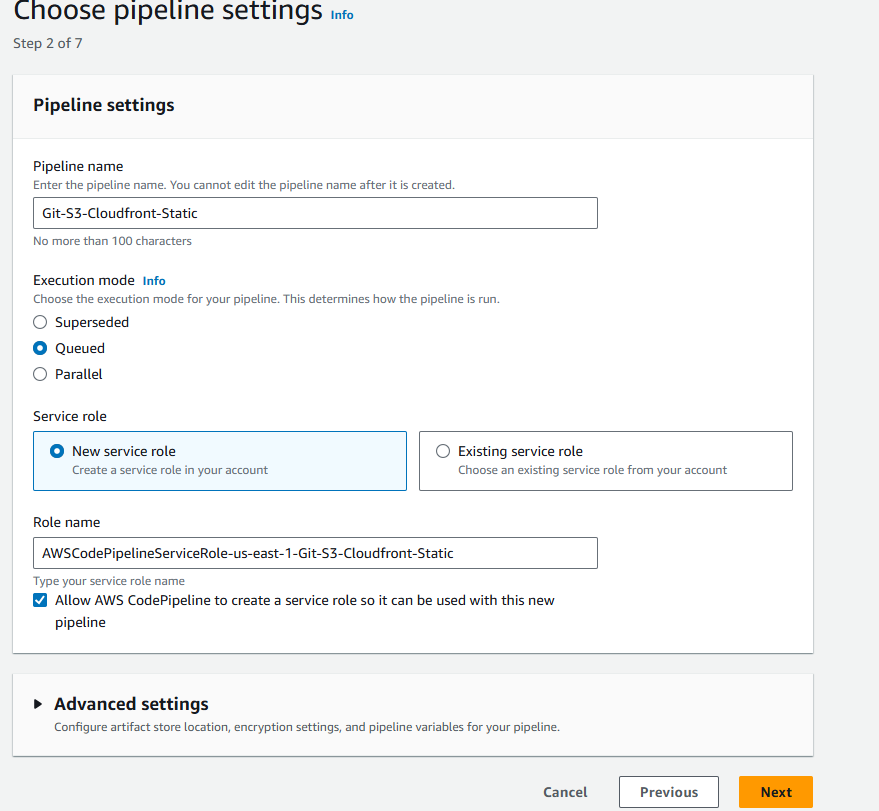 Choose pipeline settings Info
Step 2 of 7
Pipeline settings
Pipeline name
Enter the pipeline name. You cannot edit the pipeline name after it is created.
Git-S3-Cloudfront-Static
No more than 100 characters
Execution mode Info
Choose the execution mode for your pipeline. This determines how the pipeline is run.
Superseded
Queued
Parallel
Service role
New service role
Create a service role in your account
Existing service role
Choose an existing service role from your account
Role name
AWSCodePipelineServiceRole-us-east-1-Git-S3-Cloudfront-Static
Type your service role name
Allow AWS CodePipeline to create a service role so it can be used with this new
pipeline
Advanced settings
Configure artifact store location, encryption settings, and pipeline variables for your pipeline.
Cancel Previous Next